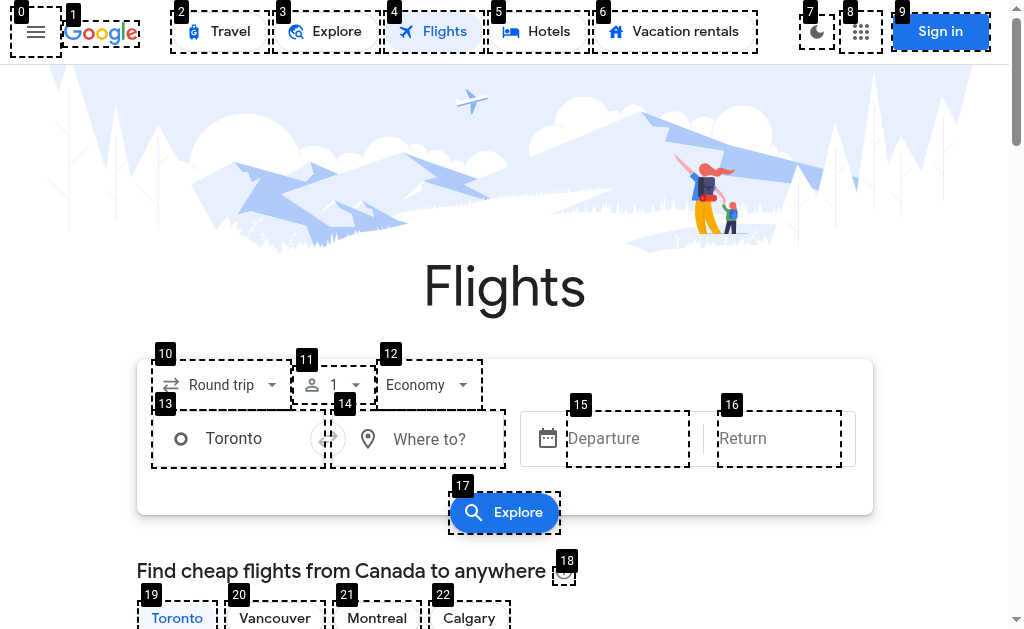 0
1
2
3
4
5
6
7
8
9
Google
Travel
Explore
Flights
Hotels
Vacation rentals
Sign in
Flights
10
11
12
Round trip
1
Economy
13
14
15
16
Toronto
Where to?
Departure
Return
17
Explore
18
Find cheap flights from Canada to anywhere
19
20
21
22
Toronto
Vancouver
Montreal
Calgary